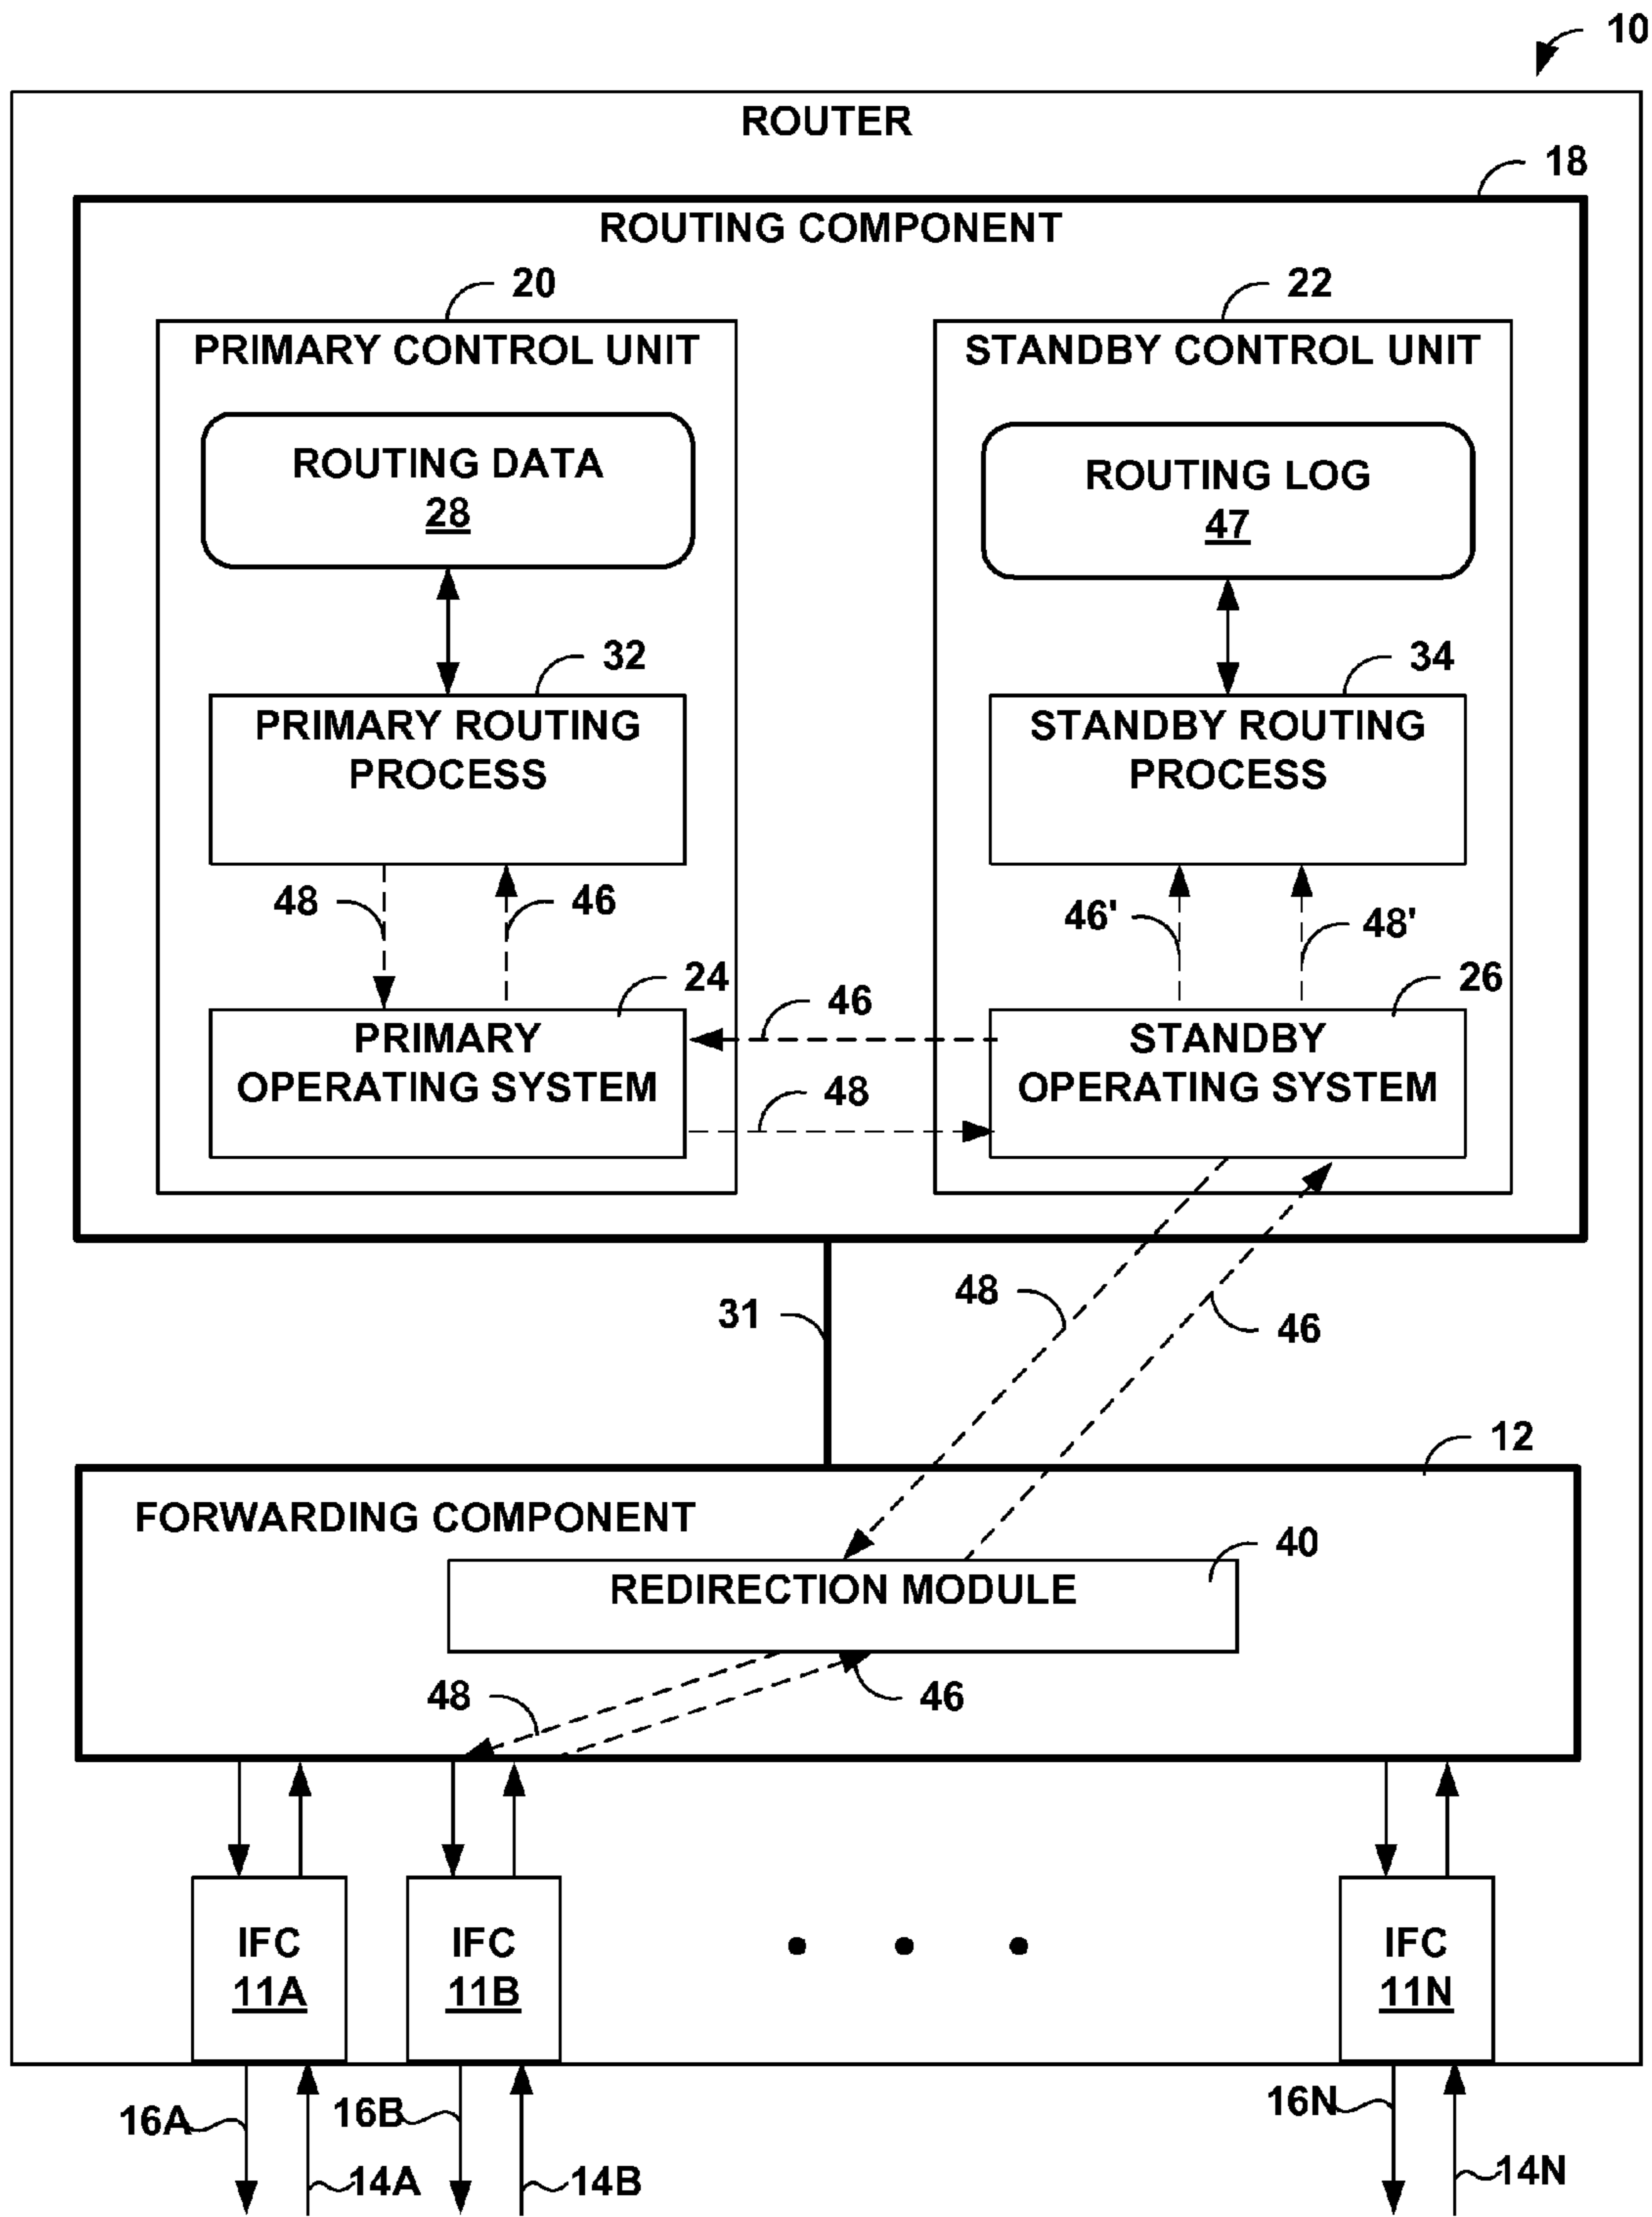 10
ROUTER
18
ROUTING COMPONENT
20
22
PRIMARY CONTROL UNIT
STANDBY CONTROL UNIT
ROUTING DATA
28
ROUTING LOG
47
32
34
PRIMARY ROUTING
PROCESS
STANDBY ROUTING
PROCESS
48
46
46'
48'
24
26
46
PRIMARY
OPERATING SYSTEM
STANDBY
OPERATING SYSTEM
48
48
46
31
12
FORWARDING COMPONENT
40
REDIRECTION MODULE
48
46
IFC
11A
IFC
11B
IFC
11N
16A
16B
16N
14A
14B
14N